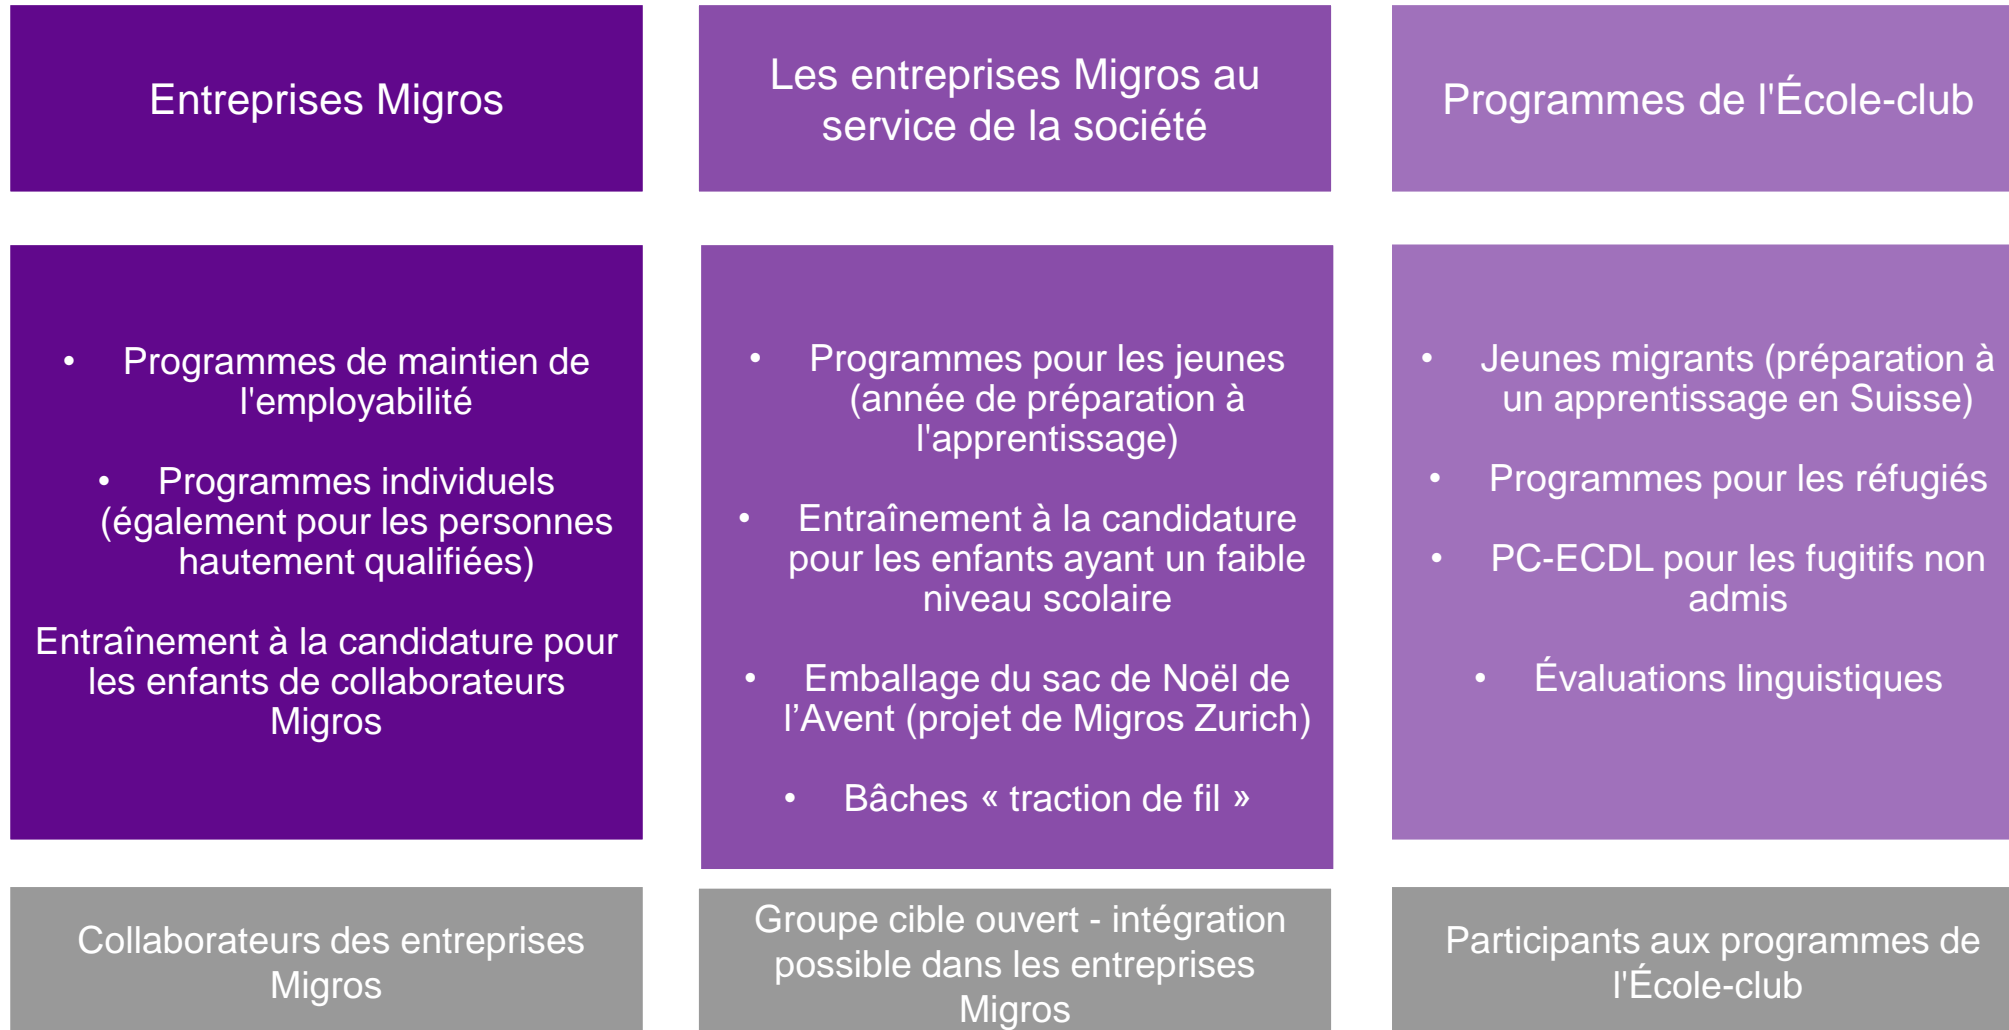 Entreprises Migros
Les entreprises Migros au
service de la société
Programmes de l'École-club
• Programmes de maintien de
l'employabilité
• Programmes individuels
(également pour les personnes
hautement qualifiées)
Entraînement à la candidature pour
les enfants de collaborateurs
Migros
• Programmes pour les jeunes
(année de préparation à
l'apprentissage)
• Entraînement à la candidature
pour les enfants ayant un faible
niveau scolaire
• Emballage du sac de Noël de
l’Avent (projet de Migros Zurich)
• Bâches « traction de fil »
• Jeunes migrants (préparation à
un apprentissage en Suisse)
• Programmes pour les réfugiés
• PC-ECDL pour les fugitifs non
admis
• Évaluations linguistiques
Collaborateurs des entreprises
Migros
Groupe cible ouvert - intégration
possible dans les entreprises
Migros
Participants aux programmes de
l'École-club